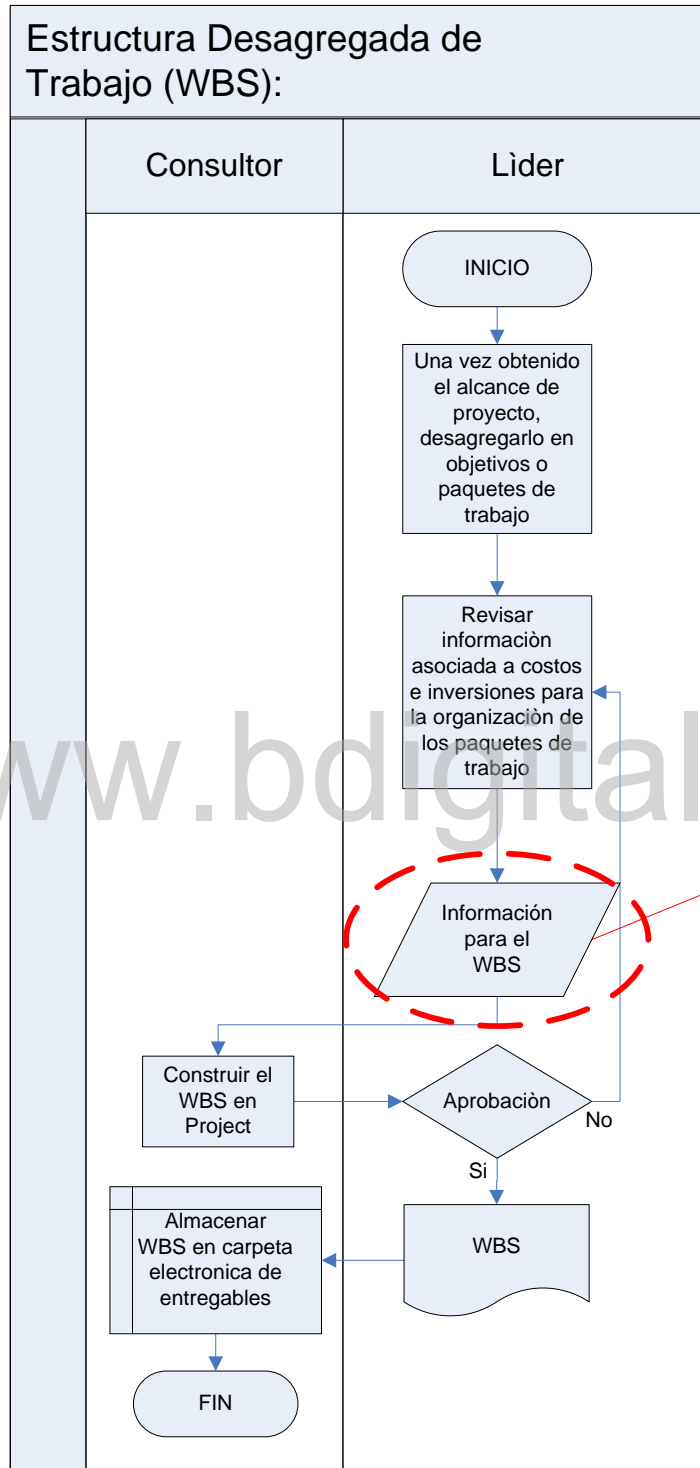 Estructura Desagregada de
Trabajo (WBS):
Consultor
Lìder
INICIO
Una vez obtenido
el alcance de
proyecto,
desagregarlo en
objetivos o
paquetes de
trabajo
Revisar
informaciòn
asociada a costos
e inversiones para
la organizaciòn de
los paquetes de
trabajo
ww.bdigital
Información
para el
WBS
Construir el
WBS en
Project
Aprobaciòn
No
Si
Almacenar
WBS en carpeta
electronica de
entregables
WBS
FIN